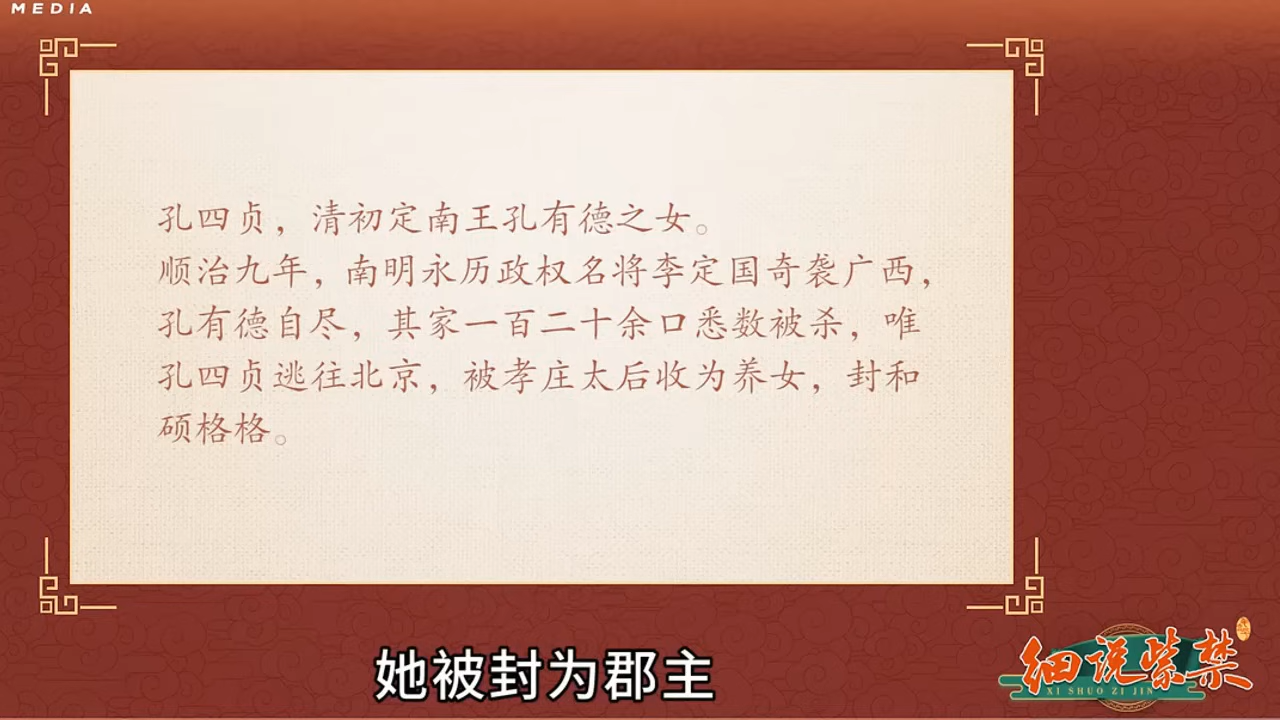 MEDIA
孔四贞，清初定南王孔有德之女。
顺治九年，南明永历政权名将李定国奇袭广西，
孔有德自尽，其家一百二十余口悉数被杀，唯
孔四贞逃往北京，被孝庄太后收为养女，封和
硕格格。
她被封为郡主
细说紫禁
XI SHUO ZI JIN